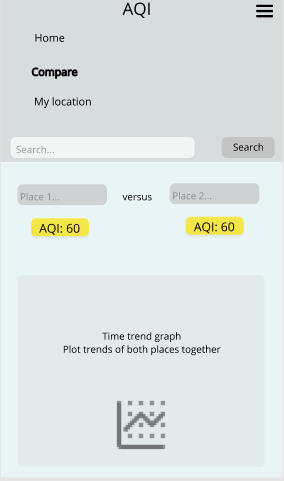 AQI
Home
Compare
My location
Search...
Search
Place 1...
versus
Place 2...
AQI: 60
AQI: 60
Time trend graph
Plot trends of both places together